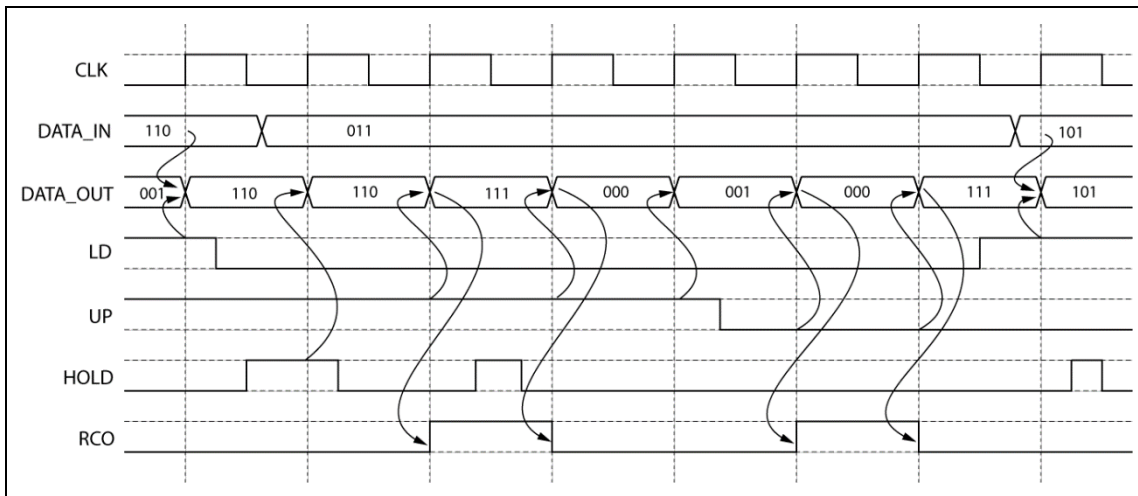 CLK
DATA_IN 110 011 101
DATA_OUT 001 110 110 111 000 001 000 111 101
LD
UP
HOLD
RCO